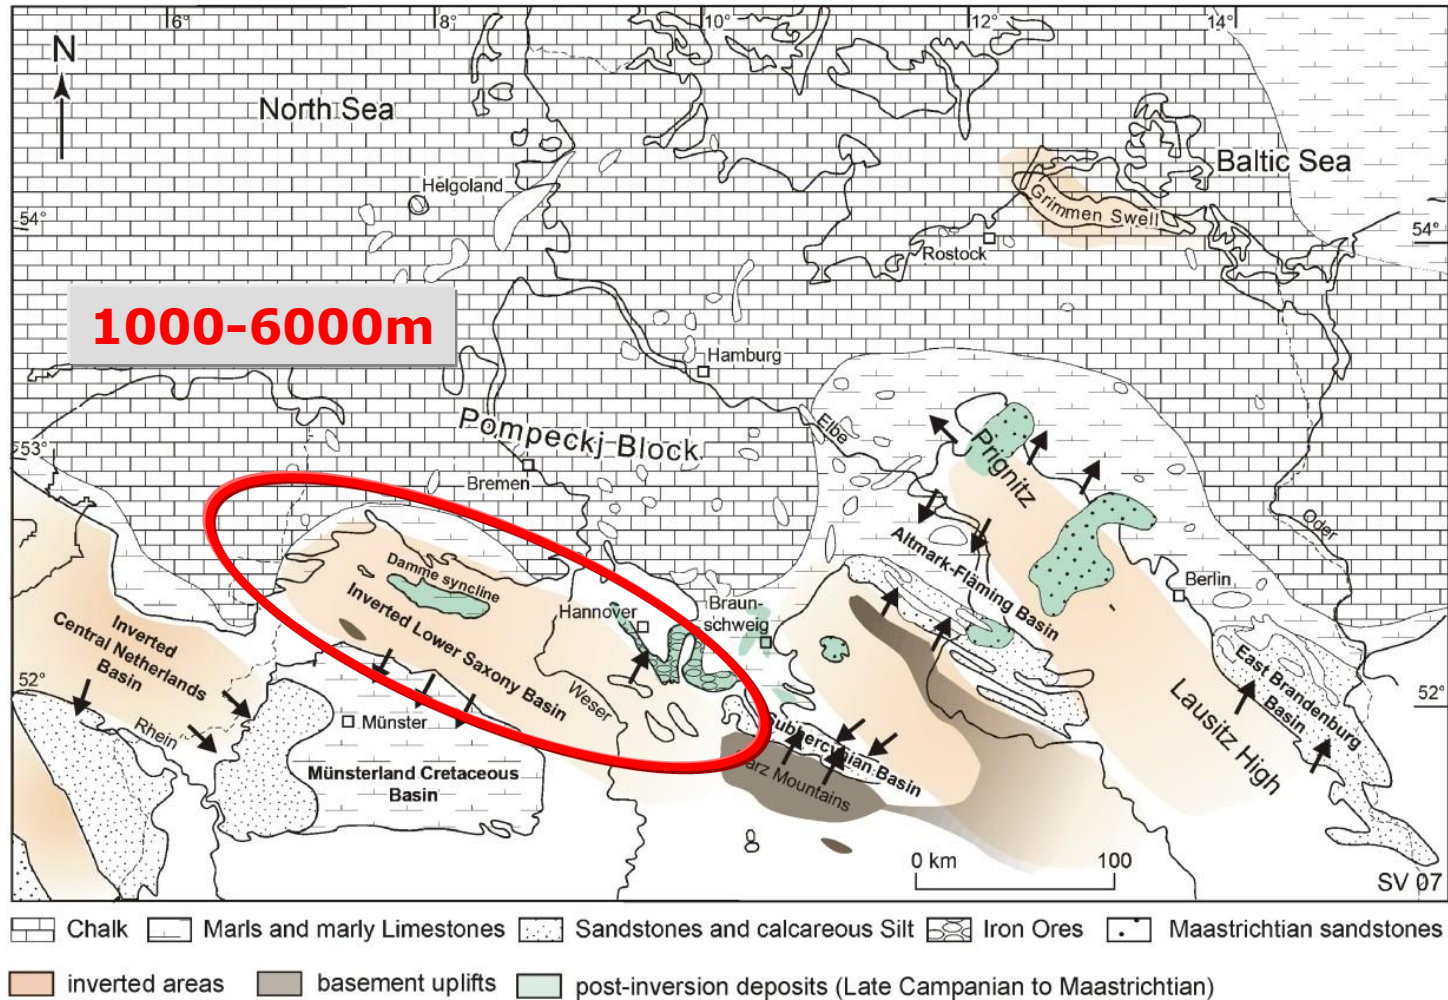 6°
8°
10°
12°
14°
N
North Sea
Baltic Sea
Helgoland
Grimmen Swell
54°
54°
Rostock
1000-6000m
Hamburg
Pompeckj Block
Elbe
53°
Prignitz
Bremen
Oder
Altmark-Fläming Basin
Damme syncline
Berlin
Inverted Lower Saxony Basin
Hannover
Braun-
schweig
Inverted
Central Netherlands
Basin
East Brandenburg
Basin
52°
52°
Weser
Lausitz High
Rhein
Münster
Subhercynian Basin
Münsterland Cretaceous
Basin
arz Mountains
0 km
100
SV 07
Chalk
Marls and marly Limestones
Sandstones and calcareous Silt
Iron Ores
Maastrichtian sandstones
inverted areas
basement uplifts
post-inversion deposits (Late Campanian to Maastrichtian)